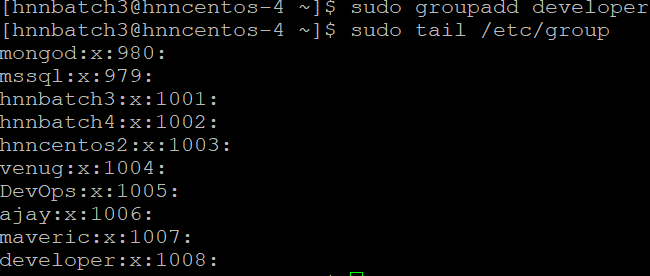 [hnnbatch3@hnncentos-4 ~]$ sudo groupadd developer
[hnnbatch3@hnncentos-4 ~]$ sudo tail /etc/group
mongod:x:980:
mssql:x:979:
hnnbatch3:x:1001:
hnnbatch4:x:1002:
hnncentos2:x:1003:
venug:x:1004:
DevOps:x:1005:
ajay:x:1006:
maveric:x:1007:
developer:x:1008: